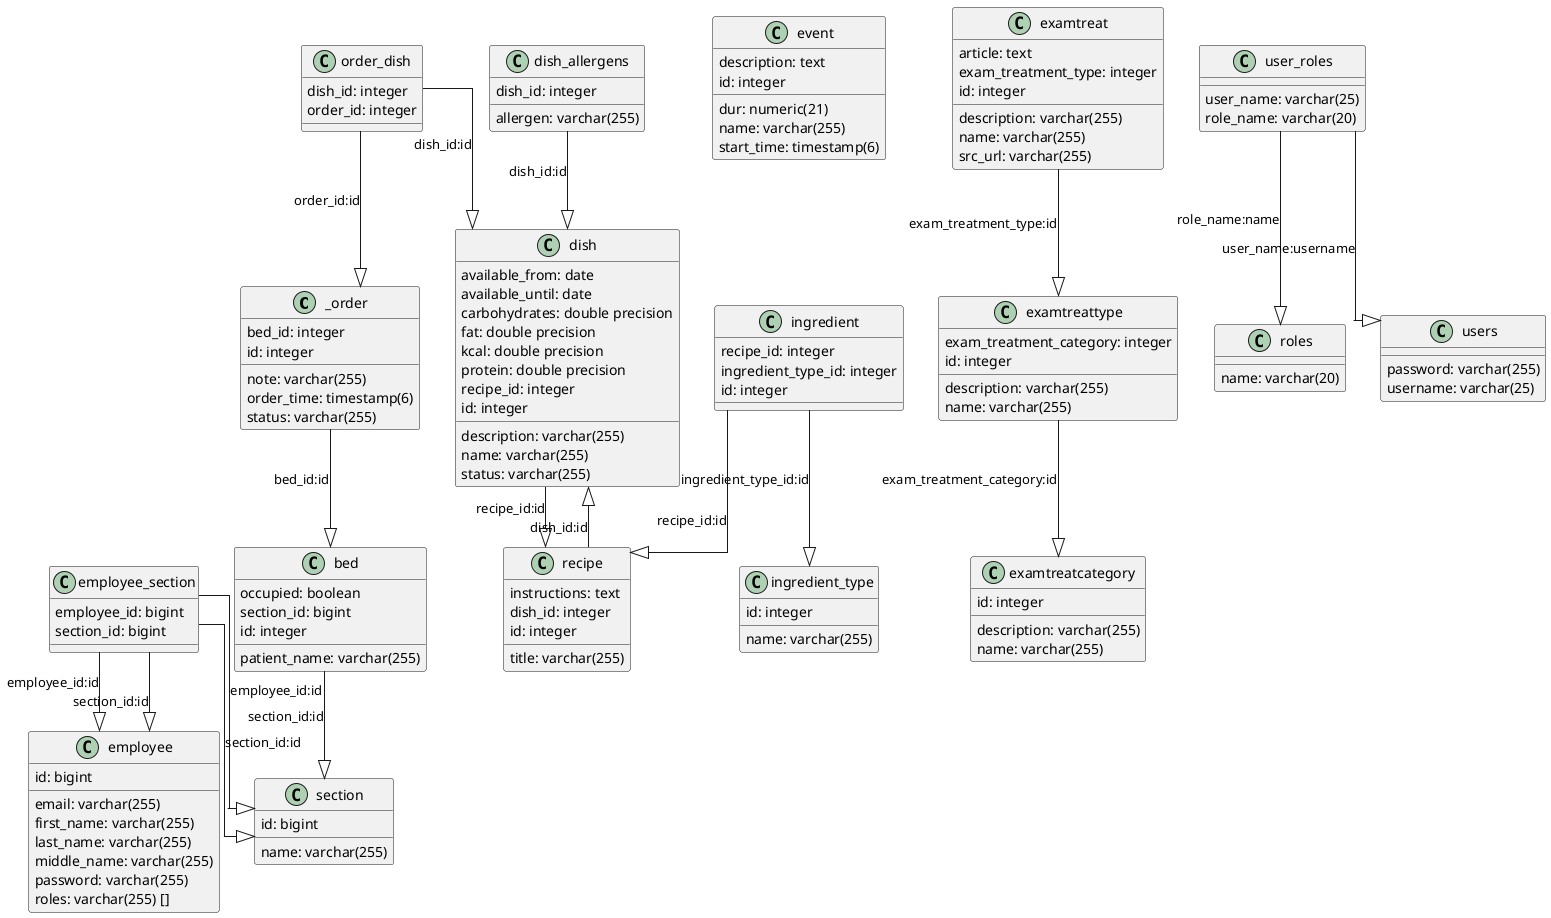 C order_dish
dish_id: integer
order_id: integer
C dish_allergens
dish_id: integer
allergen: varchar(255)
C event
description: text
id: integer
dur: numeric(21)
name: varchar(255)
start_time: timestamp(6)
C examtreat
article: text
exam_treatment_type: integer
id: integer
description: varchar(255)
name: varchar(255)
src_url: varchar(255)
C user_roles
user_name: varchar(25)
role_name: varchar(20)
dish_id:id
order_id:id
dish_id:id
exam_treatment_type:id
role_name:name
user_name:username
C _order
bed_id: integer
id: integer
note: varchar(255)
order_time: timestamp(6)
status: varchar(255)
C dish
available_from: date
available_until: date
carbohydrates: double precision
fat: double precision
kcal: double precision
protein: double precision
recipe_id: integer
id: integer
description: varchar(255)
name: varchar(255)
status: varchar(255)
C ingredient
recipe_id: integer
ingredient_type_id: integer
id: integer
C examtreattype
exam_treatment_category: integer
id: integer
description: varchar(255)
name: varchar(255)
C roles
name: varchar(20)
C users
password: varchar(255)
username: varchar(25)
bed_id:id
recipe_id:id
dish_id:id
ingredient_type_id:id
recipe_id:id
exam_treatment_category:id
C employee_section
employee_id: bigint
section_id: bigint
C bed
occupied: boolean
section_id: bigint
id: integer
patient_name: varchar(255)
C recipe
instructions: text
dish_id: integer
id: integer
title: varchar(255)
C ingredient_type
id: integer
name: varchar(255)
C examtreatcategory
id: integer
description: varchar(255)
name: varchar(255)
employee_id:id
section_id:id
employee_id:id
section_id:id
section_id:id
C employee
id: bigint
email: varchar(255)
first_name: varchar(255)
last_name: varchar(255)
middle_name: varchar(255)
password: varchar(255)
roles: varchar(255) []
C section
id: bigint
name: varchar(255)